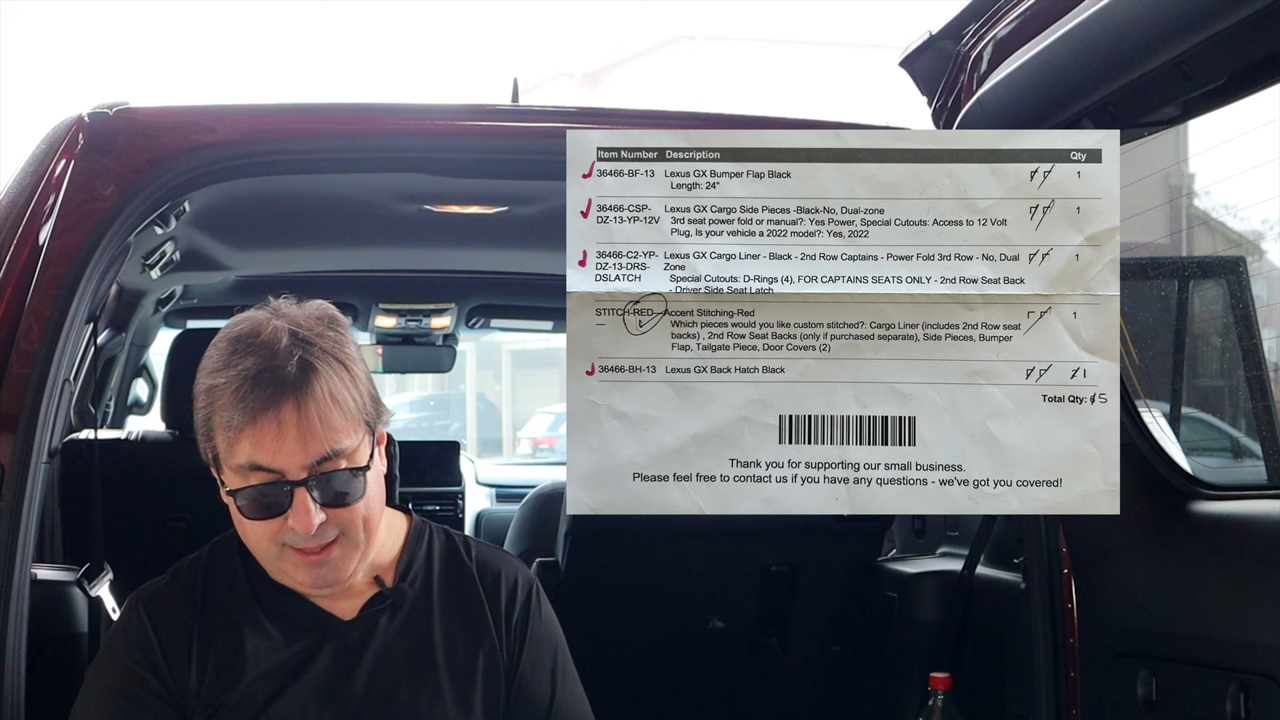 Item Number Description Qty
36466-BF-13 Lexus GX Bumper Flap Black 1
Length: 24"
36466-CSP- Lexus GX Cargo Side Pieces -Black-No, Dual-zone 1
DZ-13-YP-12V 3rd seat power fold or manual?: Yes Power, Special Cutouts: Access to 12 Volt
Plug, Is your vehicle a 2022 model?: Yes, 2022
36466-C2-YP- Lexus GX Cargo Liner - Black - 2nd Row Captains - Power Fold 3rd Row - No, Dual 1
DZ-13-DRS- Zone
DSLATCH Special Cutouts: D-Rings (4), FOR CAPTAINS SEATS ONLY - 2nd Row Seat Back
- Driver Side Seat Latch
STITCH-RED Accent Stitching-Red 1
Which pieces would you like custom stitched?: Cargo Liner (includes 2nd Row seat
backs) , 2nd Row Seat Backs (only if purchased separate), Side Pieces, Bumper
Flap, Tailgate Piece, Door Covers (2)
36466-BH-13 Lexus GX Back Hatch Black 1
Total Qty: 5
Thank you for supporting our small business.
Please feel free to contact us if you have any questions - we've got you covered!